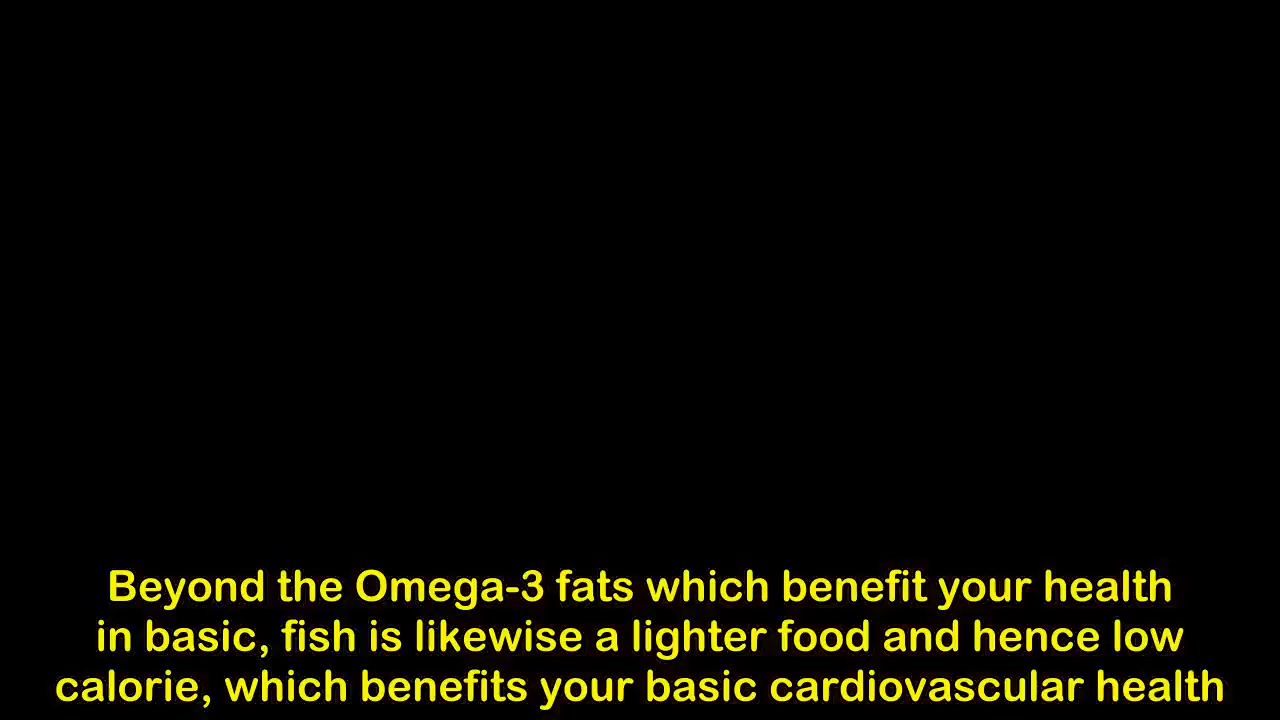 Beyond the Omega-3 fats which benefit your health
in basic, fish is likewise a lighter food and hence low
calorie, which benefits your basic cardiovascular health